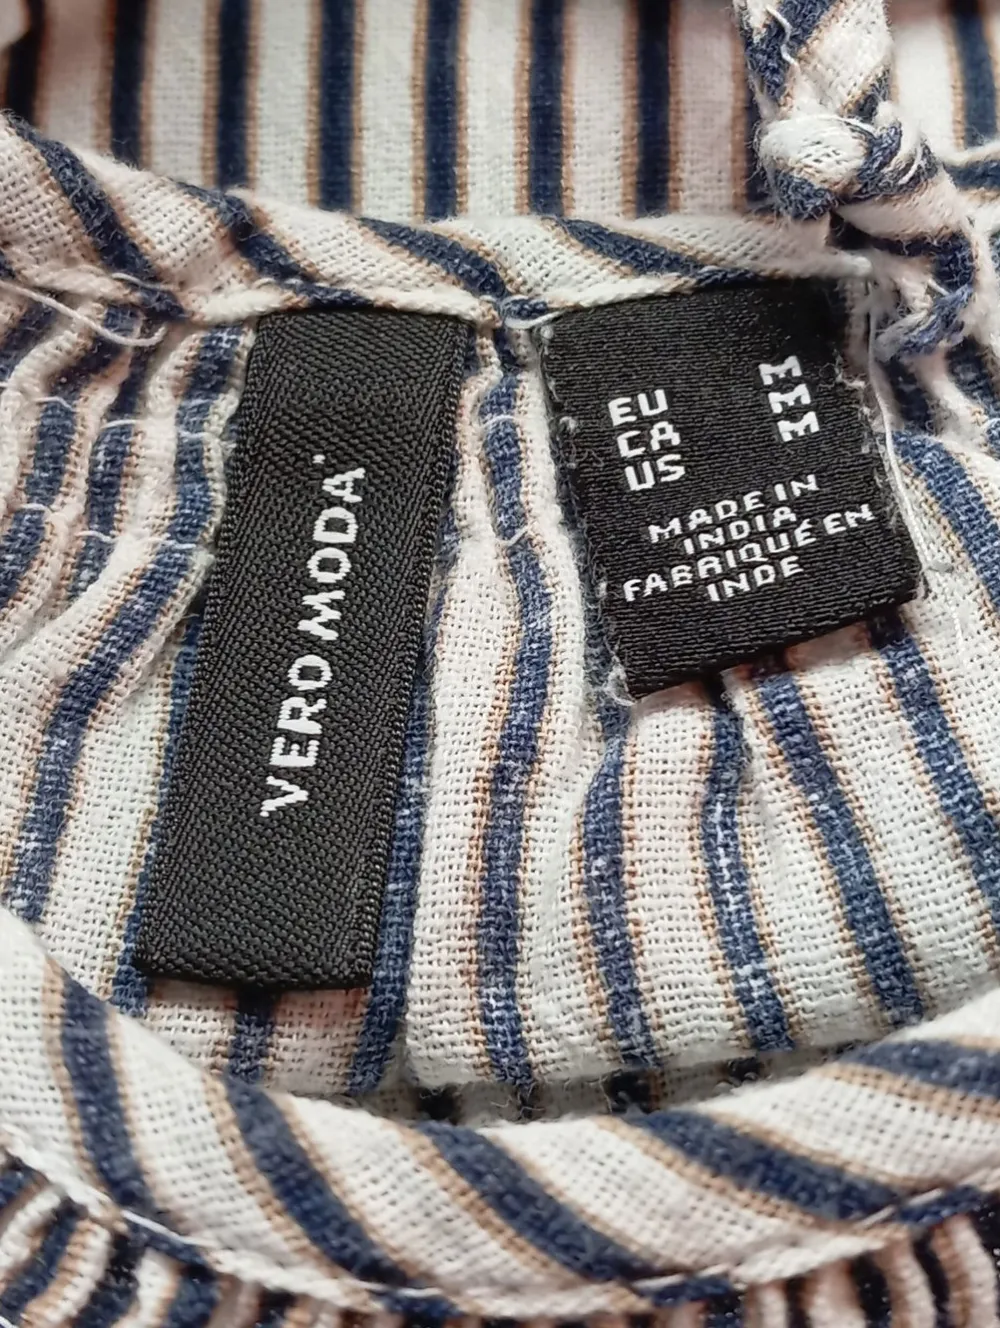 VERO MODA
EU M
CA M
US M
MADE IN
INDIA
FABRIQUÉ EN
INDE